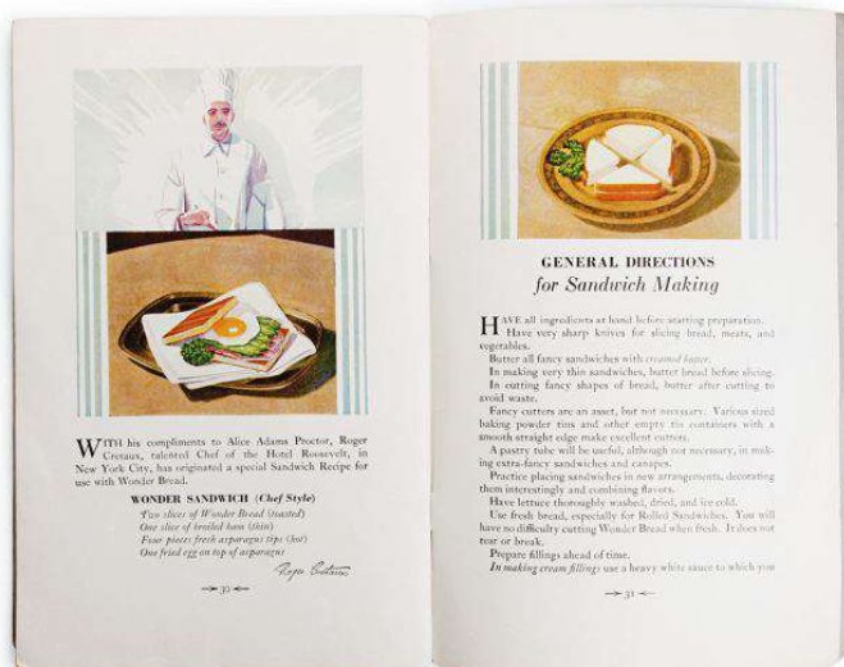 WITH his compliments to Alice Adams Proctor, Roger
Cretaux, talented Chef of the Hotel Roosevelt, in
New York City, has originated a special Sandwich Recipe for
use with Wonder Bread.
WONDER SANDWICH (Chef Style)
Two slices of Wonder Bread (toasted)
One slice of broiled ham (thin)
Four pieces fresh asparagus tips (hot)
One fried egg on top of asparagus
Roger Cretaux
30
GENERAL DIRECTIONS
for Sandwich Making
HAVE all ingredients at hand before starting preparation.
Have very sharp knives for slicing bread, meats, and
vegetables.
Butter all fancy sandwiches with creamed butter.
In making very thin sandwiches, butter bread before slicing.
In cutting fancy shapes of bread, butter after cutting to
avoid waste.
Fancy cutters are an asset, but not necessary. Various sized
baking powder tins and other empty tin containers with a
smooth straight edge make excellent cutters.
A pastry tube will be useful, although not necessary, in mak-
ing extra-fancy sandwiches and canapes.
Practice placing sandwiches in new arrangements, decorating
them interestingly and combining flavors.
Have lettuce thoroughly washed, dried, and ice cold.
Use fresh bread, especially for Rolled Sandwiches. You will
have no difficulty cutting Wonder Bread when fresh. It does not
tear or break.
Prepare fillings ahead of time.
In making cream fillings use a heavy white sauce to which you
31